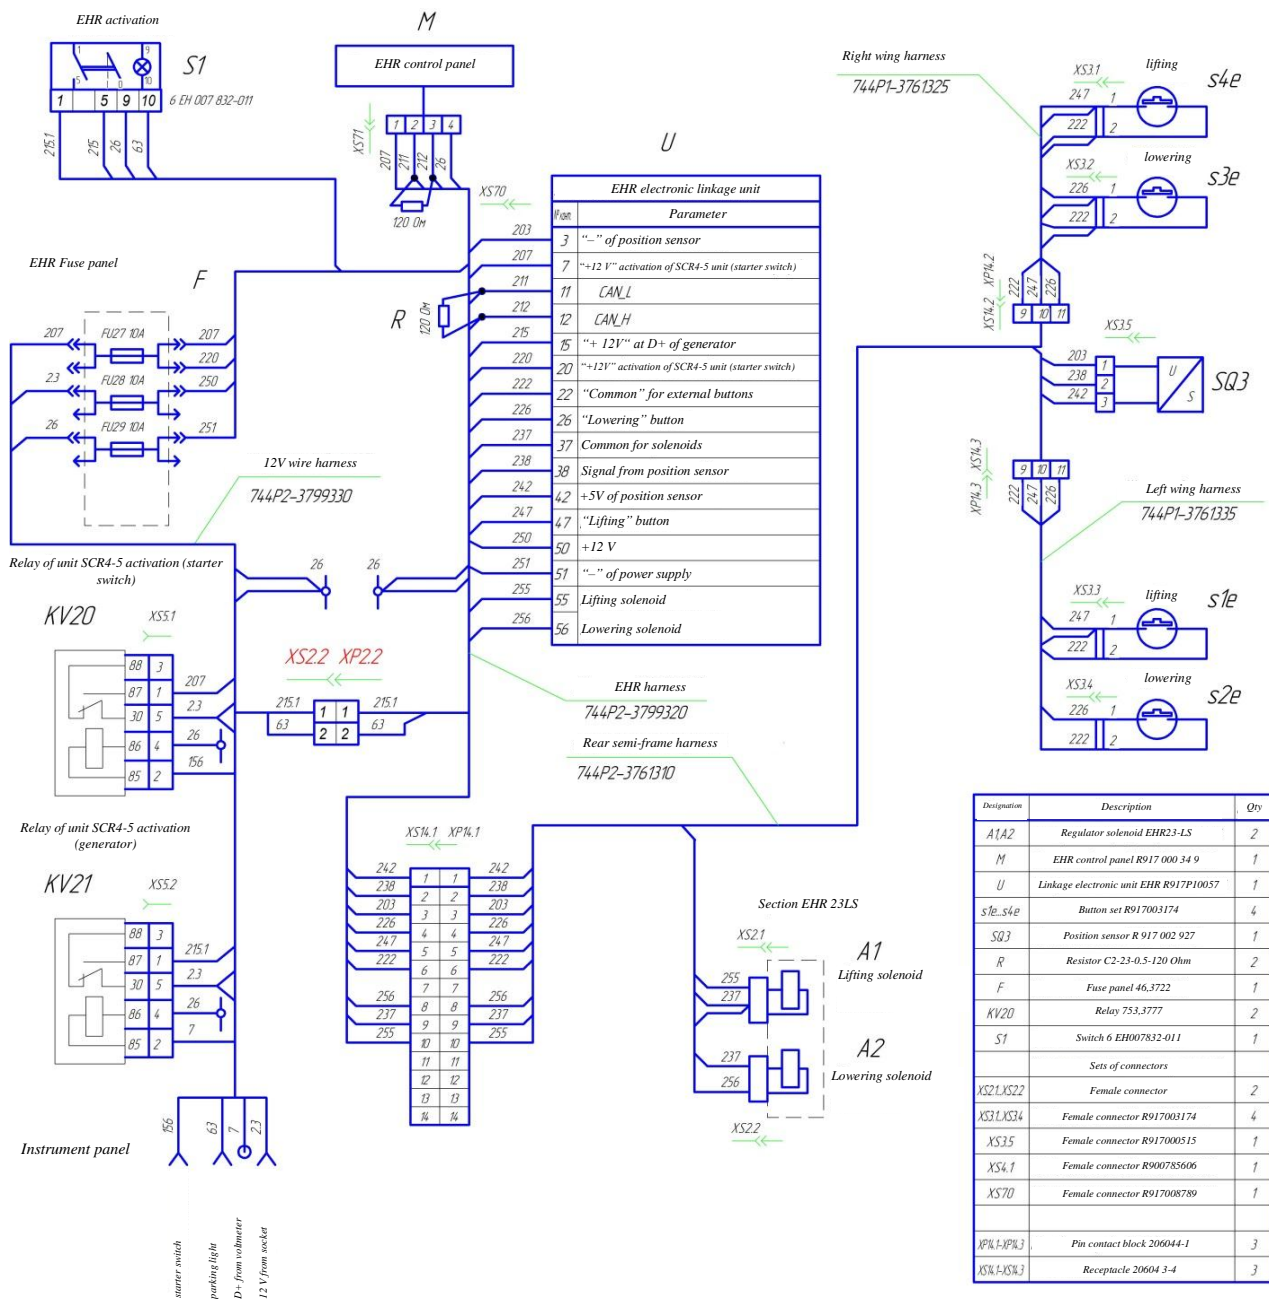 EHR activation
S1
1 9
5 0 10
1 5 9 10
6 EH 007 832-011
215.1 215 26 63
M
EHR control panel
XS71
1 2 3 4
207 211 212 26
120 Ом
U
XS70
EHR electronic linkage unit
Parameter
203 3 “–” of position sensor
207 7 “+12 V” activation of SCR4-5 unit (starter switch)
211 11 CAN_L
212 12 CAN_H
215 15 “+ 12V“ at D+ of generator
220 20 “+12V” activation of SCR4-5 unit (starter switch)
222 22 “Common” for external buttons
226 26 “Lowering” button
237 37 Common for solenoids
238 38 Signal from position sensor
242 42 +5V of position sensor
247 47 “Lifting” button
250 50 +12 V
251 51 “–” of power supply
255 55 Lifting solenoid
256 56 Lowering solenoid
R
120 Ом
EHR Fuse panel
F
207 FU27 10A 207
220
2.3 FU28 10A 250
26 FU29 10A 251
12V wire harness
744P2-3799330
Relay of unit SCR4-5 activation (starter
switch)
26 26
KV20
XS5.1
88 3
87 1 207
30 5 2.3
86 4 26
85 2 156
XS2.2 XP2.2
215.1 1 1 215.1
63 2 2 63
EHR harness
744P2-3799320
Rear semi-frame harness
744P2-3761310
Relay of unit SCR4-5 activation
(generator)
KV21
XS5.2
88 3
87 1 215.1
30 5 2.3
86 4 26
85 2 7
156 63 7 2.3
Instrument panel
starter switch
parking light
D+ from voltmeter
12 V from socket
XS14.1 XP14.1
242 1 1 242
238 2 2 238
203 3 3 203
226 4 4 226
247 5 5 247
222 6 6 222
7 7
256 8 8 256
237 9 9 237
255 10 10 255
11 11
12 12
13 13
14 14
Section EHR 23LS
XS2.1
A1
Lifting solenoid
255
237
A2
Lowering solenoid
237
256
XS2.2
Right wing harness
744P1-3761325
XS3.1
lifting
s4e
247 1
222 2
XS3.2
lowering
s3e
226 1
222 2
XS14.2 XP14.2
222 247 226
9 10 11
XS3.5
203 1
238 2
242 3
U
S
SQ3
XP14.3 XS14.3
9 10 11
222 247 226
Left wing harness
744P1-3761335
XS3.3
lifting
s1e
247 1
222 2
XS3.4
lowering
s2e
226 1
222 2
Designation Description Qty
A1,A2 Regulator solenoid EHR23-LS 2
M EHR control panel R917 000 34 9 1
U Linkage electronic unit EHR R917P10057 1
s1e...s4e Button set R917003174 4
SQ3 Position sensor R 917 002 927 1
R Resistor C2-23-0.5-120 Ohm 2
F Fuse panel 46,3722 1
KV20 Relay 753,3777 2
S1 Switch 6 EH007832-011 1
Sets of connectors
XS2.1..XS2.2 Female connector 2
XS3.1..XS3.4 Female connector R917003174 4
XS3.5 Female connector R917000515 1
XS4.1 Female connector R900785606 1
XS70 Female connector R917008789 1
XP14.1-XP14.3 Pin contact block 206044-1 3
XS14.1-XS14.3 Receptacle 20604 3-4 3